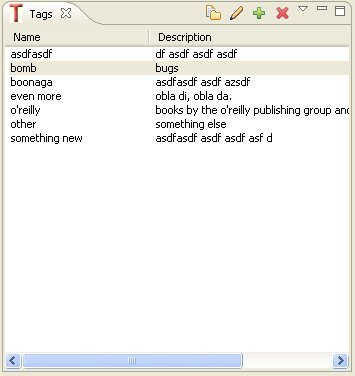 T Tags
Name Description
asdfasdf df asdf asdf asdf
bomb bugs
boonaga asdfasdf asdf azsdf
even more obla di, obla da.
o'reilly books by the o'reilly publishing group and
other something else
something new asdfasdf asdf asdf asf d